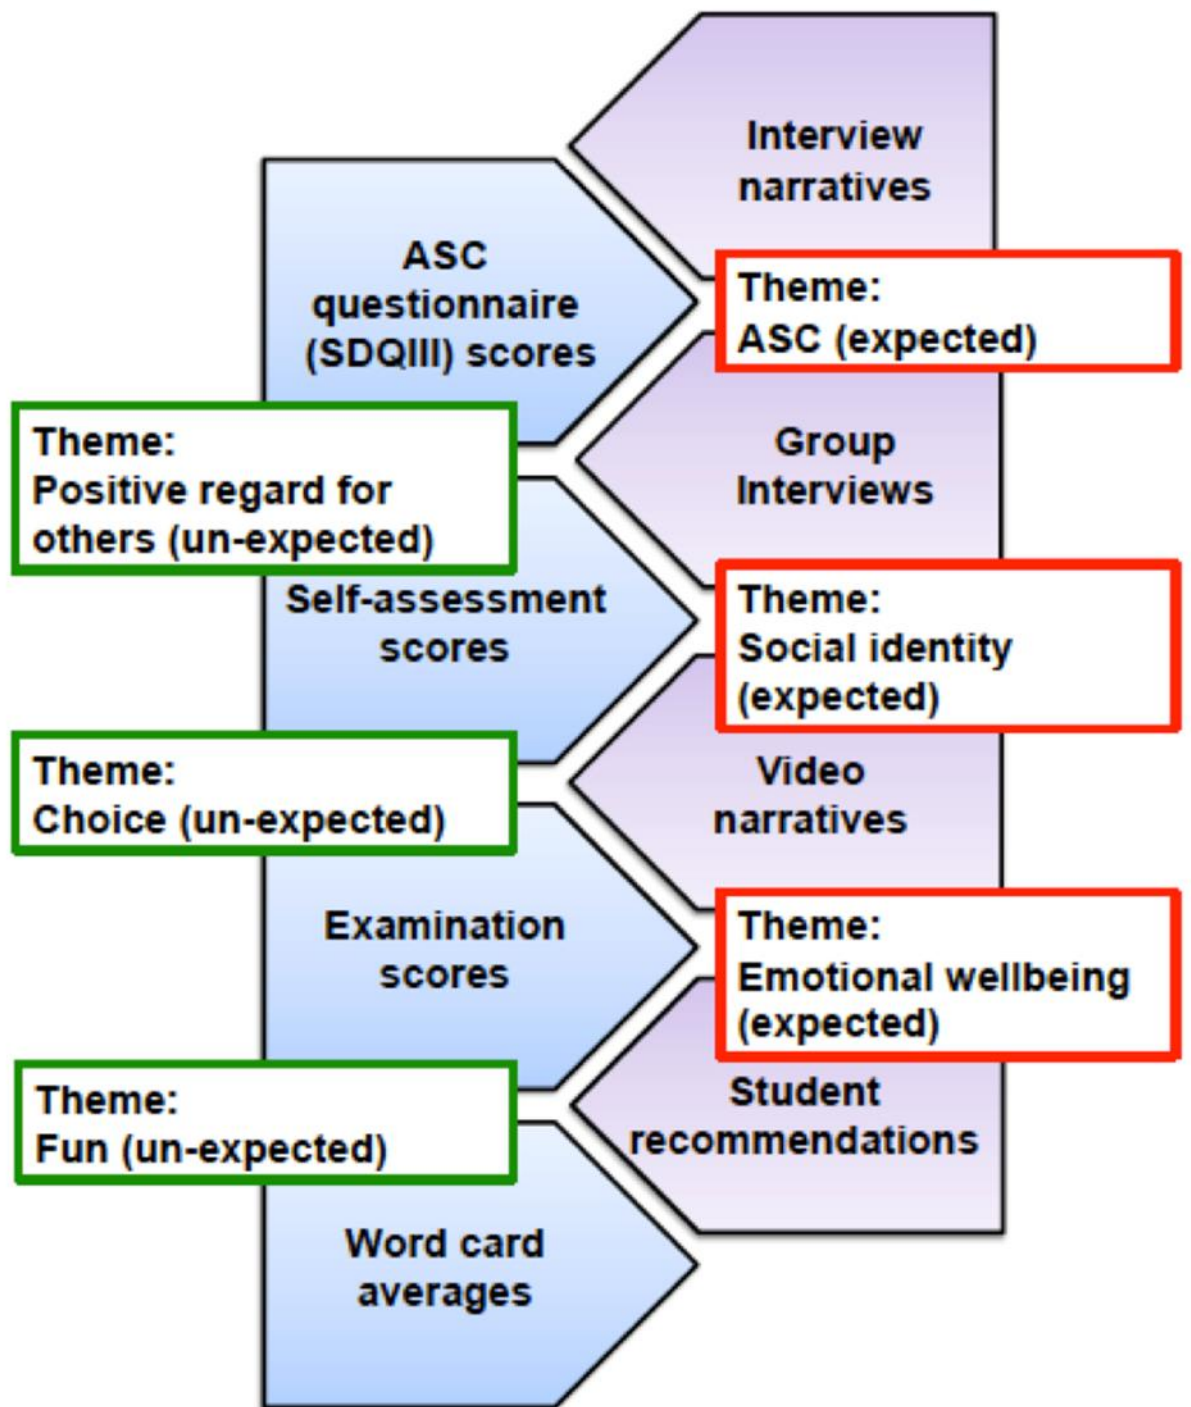 Interview
narratives
ASC
questionnaire
(SDQIII) scores
Theme:
ASC (expected)
Theme:
Positive regard for
others (un-expected)
Group
Interviews
Self-assessment
scores
Theme:
Social identity
(expected)
Theme:
Choice (un-expected)
Video
narratives
Examination
scores
Theme:
Emotional wellbeing
(expected)
Theme:
Fun (un-expected)
Student
recommendations
Word card
averages